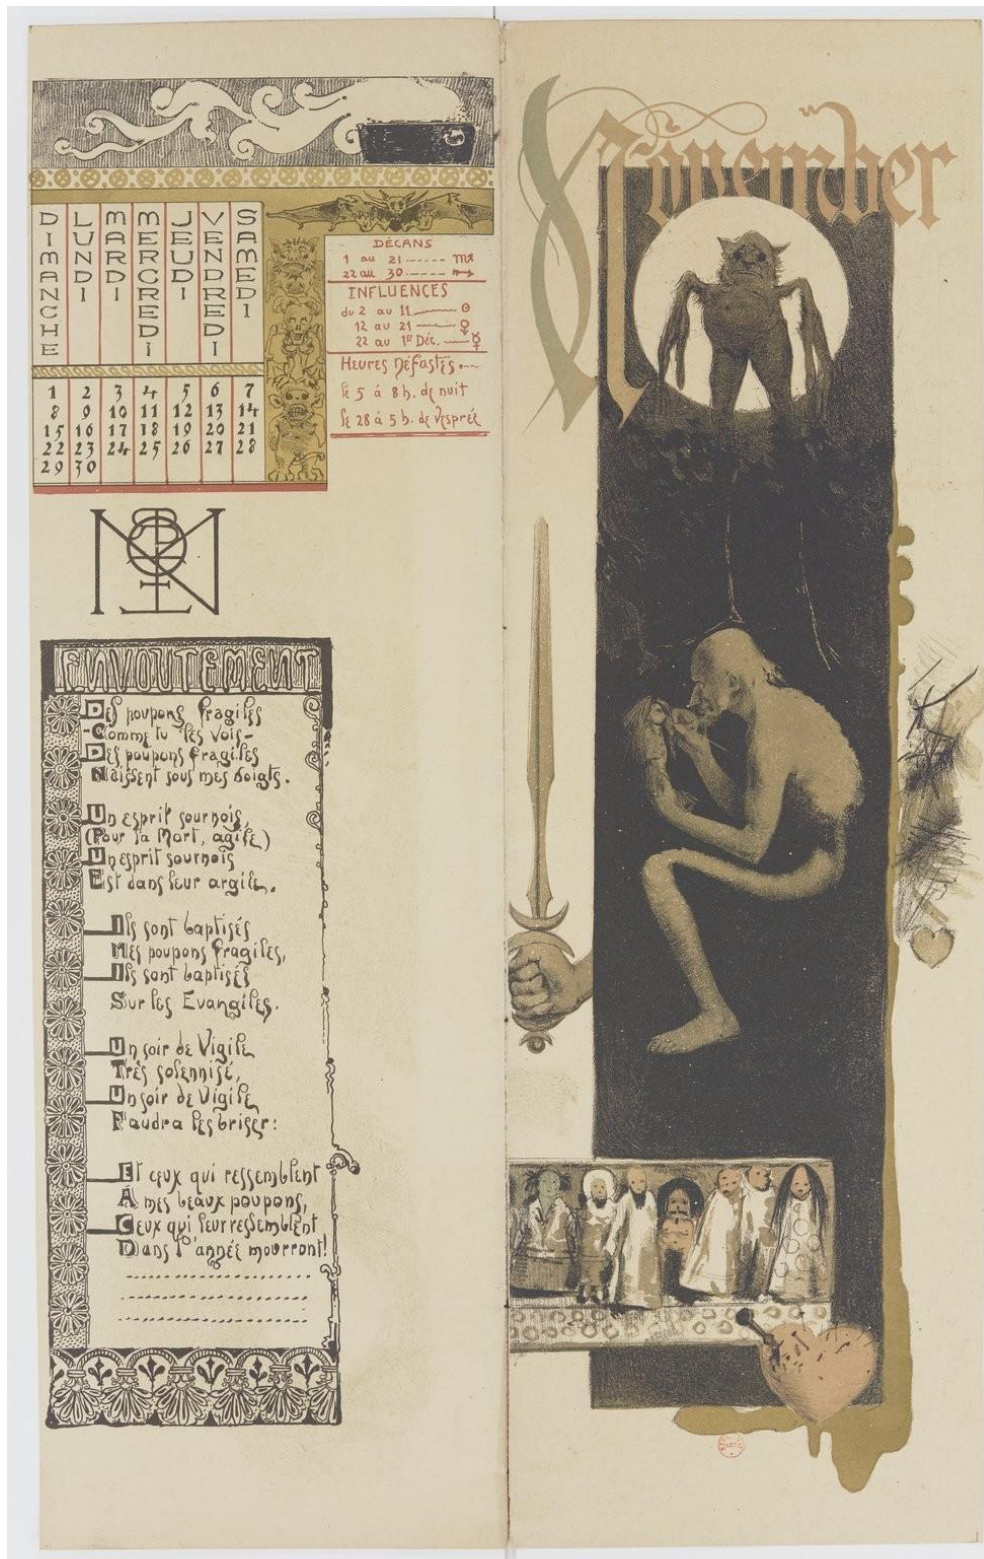 November
DIMANCHE LUNDI MARDI MERCREDI JEUDI VENDREDI SAMEDI
1 2 3 4 5 6 7
8 9 10 11 12 13 14
15 16 17 18 19 20 21
22 23 24 25 26 27 28
29 30
DÉCANS
1 au 21 ------ ♏
22 au 30 ----- ♐
INFLUENCES
du 2 au 11 — ☉
12 au 21 — ♀
22 au 1er Déc. — ☿
Heures Néfastes.--
le 5 à 8h. de nuit
le 28 à 5h. de Vesprée
ENVOUTEMENT
Des poupons fragiles
-Comme tu les vois-
Des poupons fragiles
Naissent sous mes doigts.
Un esprit sournois,
(Pour la Mort, agile)
Un esprit sournois
Est dans leur argile.
Ils sont baptisés
Mes poupons fragiles,
Ils sont baptisés
Sur les Evangiles.
Un soir de Vigile
Très solennisé,
Un soir de Vigile
Faudra les briser:
Et ceux qui ressemblent
A mes beaux poupons,
Ceux qui leur ressemblent
Dans l'année mourront!